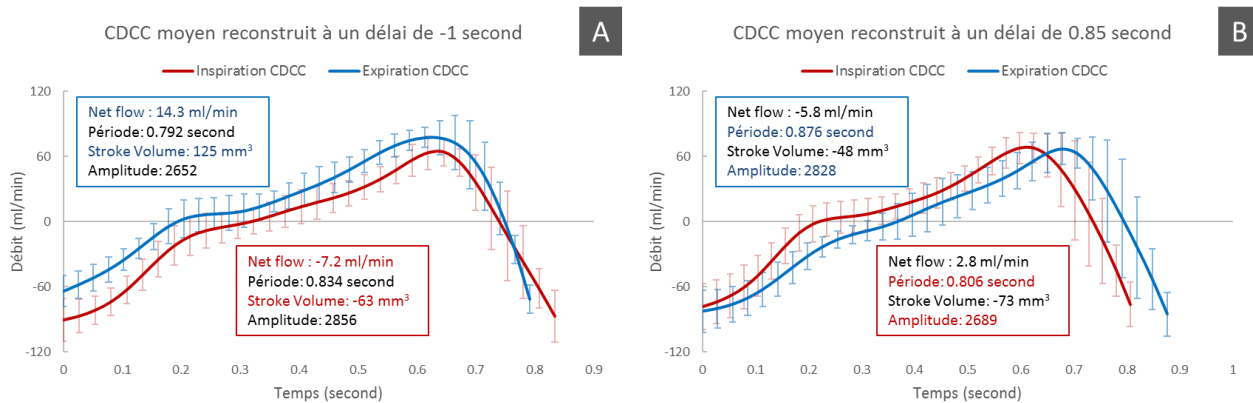 CDCC moyen reconstruit à un délai de -1 second
A
Inspiration CDCC
Expiration CDCC
Net flow : 14.3 ml/min
Période: 0.792 second
Stroke Volume: 125 mm³
Amplitude: 2652
Net flow : -7.2 ml/min
Période: 0.834 second
Stroke Volume: -63 mm³
Amplitude: 2856
Débit (ml/min)
120
60
0
-60
-120
0 0.1 0.2 0.3 0.4 0.5 0.6 0.7 0.8 0.9
Temps (second)
CDCC moyen reconstruit à un délai de 0.85 second
B
Inspiration CDCC
Expiration CDCC
Net flow : -5.8 ml/min
Période: 0.876 second
Stroke Volume: -48 mm³
Amplitude: 2828
Net flow : 2.8 ml/min
Période: 0.806 second
Stroke Volume: -73 mm³
Amplitude: 2689
Débit (ml/min)
120
60
0
-60
-120
0 0.1 0.2 0.3 0.4 0.5 0.6 0.7 0.8 0.9 1
Temps (second)